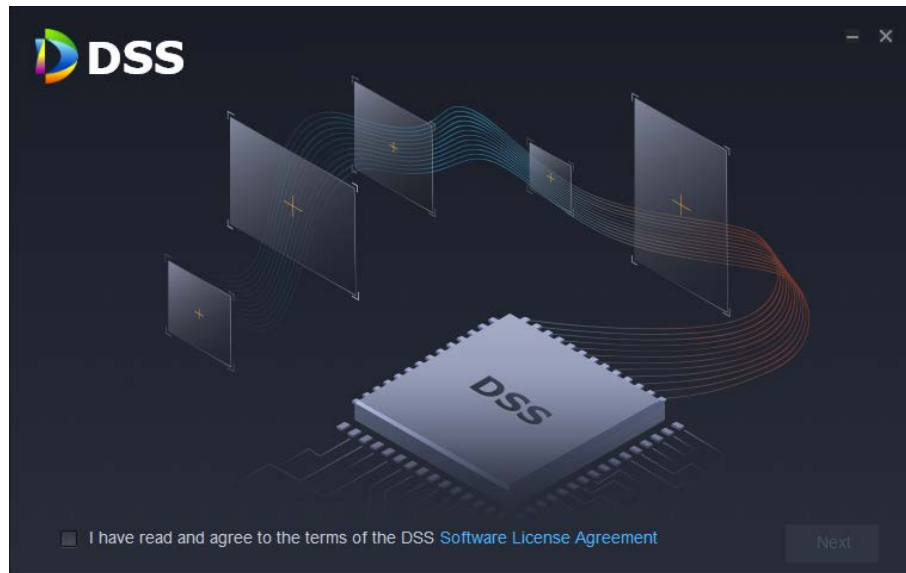 DSS
DSS
I have read and agree to the terms of the DSS Software License Agreement
Next